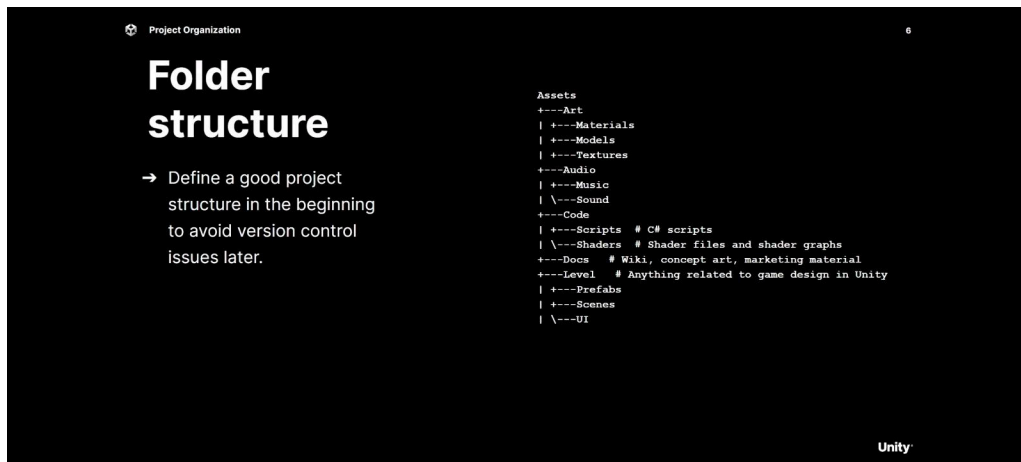 Project Organization
6
Folder
structure
➔ Define a good project
structure in the beginning
to avoid version control
issues later.
Assets
+---Art
| +---Materials
| +---Models
| +---Textures
+---Audio
| +---Music
| \---Sound
+---Code
| +---Scripts  # C# scripts
| \---Shaders  # Shader files and shader graphs
+---Docs   # Wiki, concept art, marketing material
+---Level   # Anything related to game design in Unity
| +---Prefabs
| +---Scenes
| \---UI
Unity